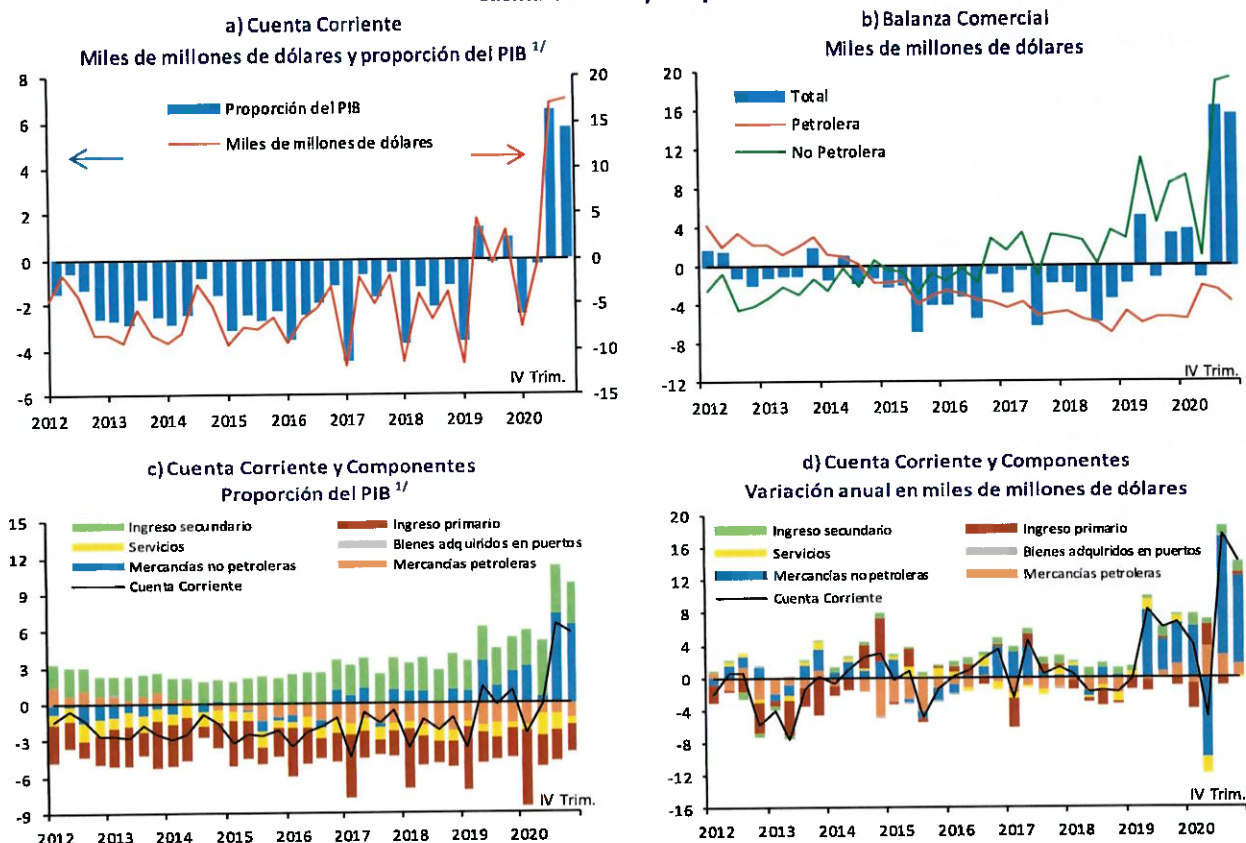 a) Cuenta Corriente
Miles de millones de dólares y proporción del PIB 1/
8
6
4
2
0
-2
-4
-6
20
15
10
5
0
-5
-10
-15
Proporción del PIB
Miles de millones de dólares
IV Trim.
2012 2013 2014 2015 2016 2017 2018 2019 2020
b) Balanza Comercial
Miles de millones de dólares
20
16
12
8
4
0
-4
-8
-12
Total
Petrolera
No Petrolera
IV Trim.
2012 2013 2014 2015 2016 2017 2018 2019 2020
c) Cuenta Corriente y Componentes
Proporción del PIB 1/
15
12
9
6
3
0
-3
-6
-9
Ingreso secundario
Ingreso primario
Servicios
Bienes adquiridos en puertos
Mercancías no petroleras
Mercancías petroleras
Cuenta Corriente
IV Trim.
2012 2013 2014 2015 2016 2017 2018 2019 2020
d) Cuenta Corriente y Componentes
Variación anual en miles de millones de dólares
20
16
12
8
4
0
-4
-8
-12
-16
Ingreso secundario
Ingreso primario
Servicios
Bienes adquiridos en puertos
Mercancías no petroleras
Mercancías petroleras
Cuenta Corriente
IV Trim.
2012 2013 2014 2015 2016 2017 2018 2019 2020